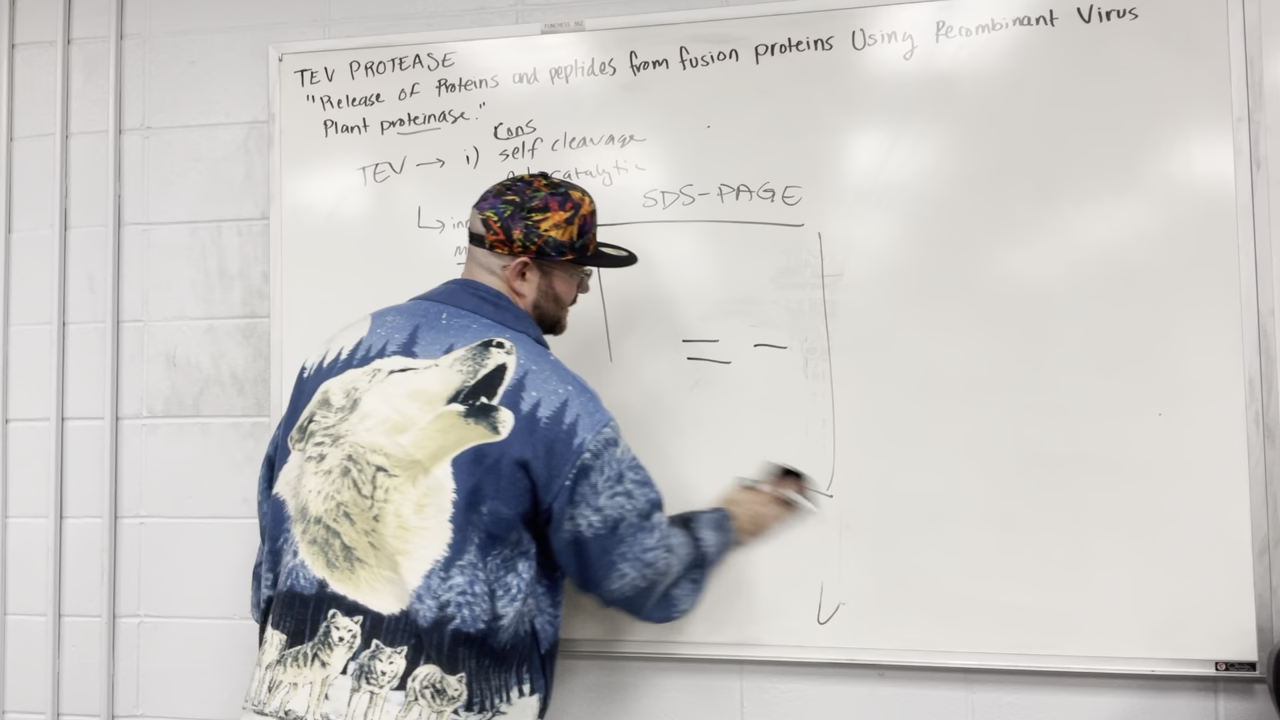 TEV PROTEASE
"Release of Proteins and peptides from fusion proteins Using Recombinant Virus
Plant proteinase."
Cons
TEV → i) self cleavage
catalytic
SDS-PAGE
↳